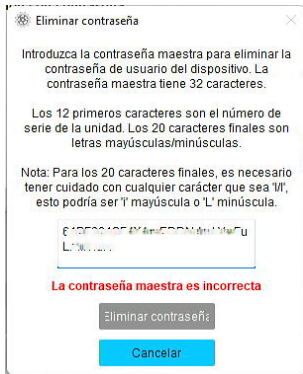 Eliminar contraseña
Introduzca la contraseña maestra para eliminar la
contraseña de usuario del dispositivo. La
contraseña maestra tiene 32 caracteres.
Los 12 primeros caracteres son el número de
serie de la unidad. Los 20 caracteres finales son
letras mayúsculas/minúsculas.
Nota: Para los 20 caracteres finales, es necesario
tener cuidado con cualquier carácter que sea 'I/l',
esto podría ser 'i' mayúscula o 'L' minúscula.
La contraseña maestra es incorrecta
Eliminar contraseña
Cancelar